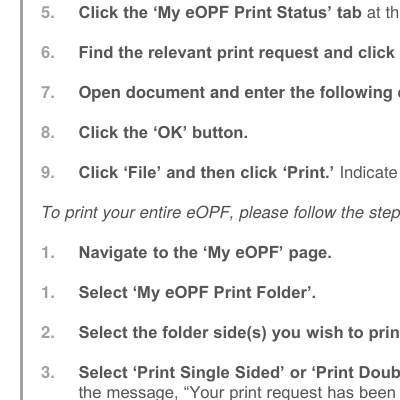 5. Click the ‘My eOPF Print Status’ tab at th
6. Find the relevant print request and click
7. Open document and enter the following
8. Click the ‘OK’ button.
9. Click ‘File’ and then click ‘Print.’ Indicate
To print your entire eOPF, please follow the step
1. Navigate to the ‘My eOPF’ page.
1. Select ‘My eOPF Print Folder’.
2. Select the folder side(s) you wish to prin
3. Select ‘Print Single Sided’ or ‘Print Doub
the message, “Your print request has been